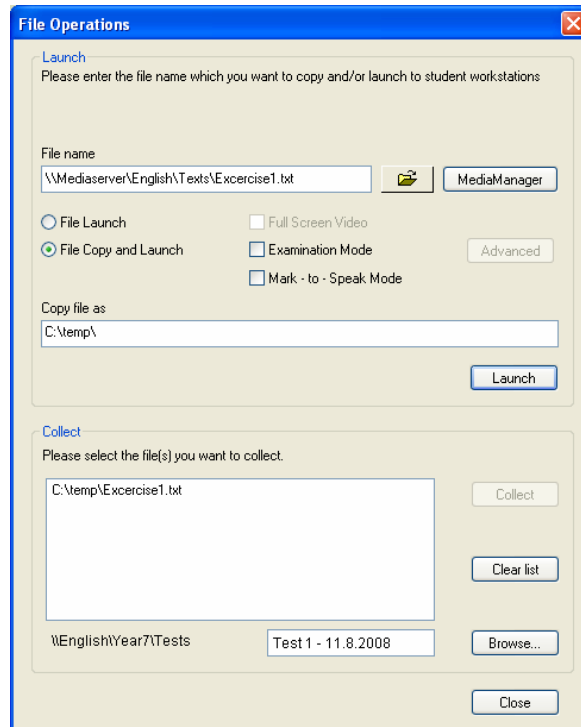 File Operations
Launch
Please enter the file name which you want to copy and/or launch to student workstations
File name
\\Mediaserver\English\Texts\Excercise1.txt
MediaManager
File Launch
Full Screen Video
File Copy and Launch
Examination Mode
Advanced
Mark - to - Speak Mode
Copy file as
C:\temp\
Launch
Collect
Please select the file(s) you want to collect.
C:\temp\Excercise1.txt
Collect
Clear list
\\English\Year7\Tests
Test 1 - 11.8.2008
Browse...
Close